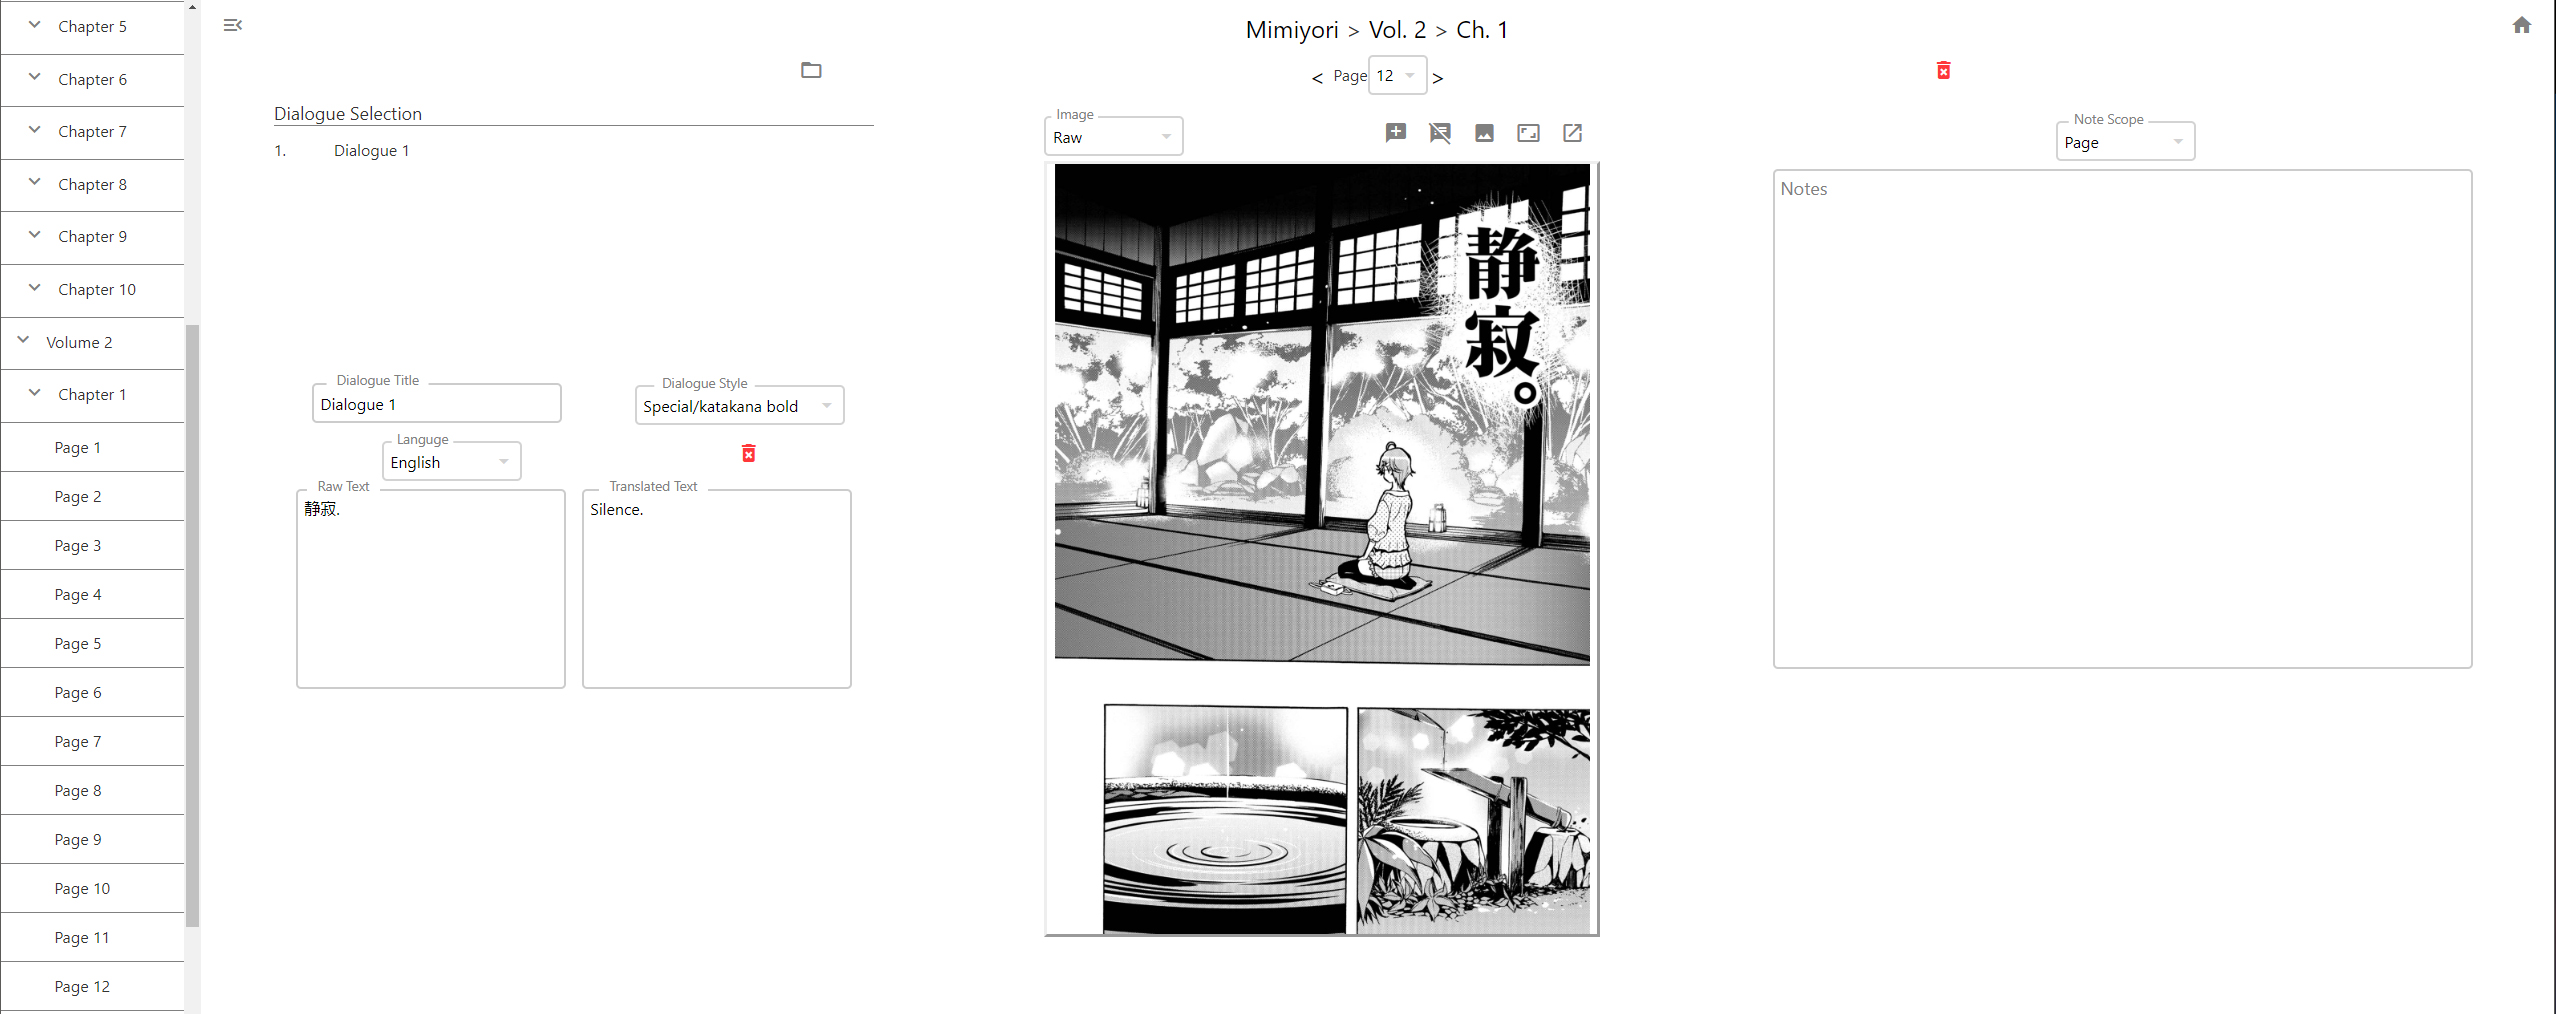 Chapter 5
Chapter 6
Chapter 7
Chapter 8
Chapter 9
Chapter 10
Volume 2
Chapter 1
Page 1
Page 2
Page 3
Page 4
Page 5
Page 6
Page 7
Page 8
Page 9
Page 10
Page 11
Page 12
Dialogue Selection
1. Dialogue 1
Dialogue Title
Dialogue 1
Dialogue Style
Special/katakana bold
Languge
English
Raw Text
静寂.
Translated Text
Silence.
Mimiyori > Vol. 2 > Ch. 1
< Page 12 >
Image
Raw
静寂。
Note Scope
Page
Notes